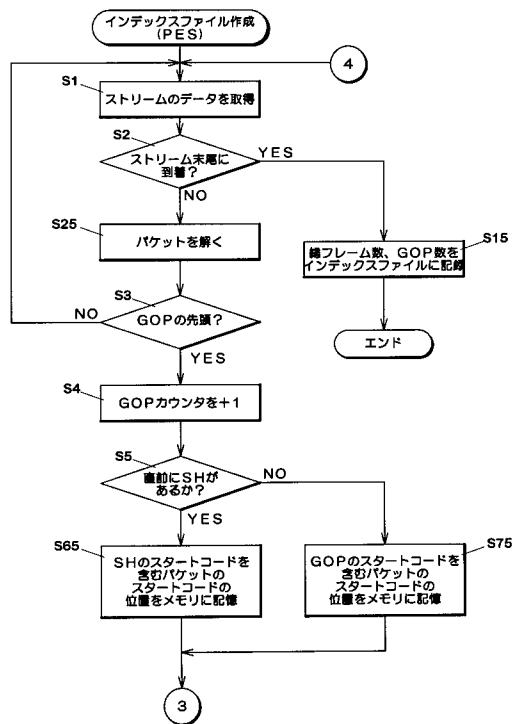 インデックスファイル作成
(PES)
4
S1
ストリームのデータを取得
S2
ストリーム末尾に
到着?
YES
NO
S25
パケットを解く
S15
総フレーム数、GOP数を
インデックスファイルに記録
S3
NO
GOPの先頭?
エンド
YES
S4
GOPカウンタを+1
S5
直前にSHが
あるか?
NO
YES
S65
SHのスタートコードを
含むパケットの
スタートコードの
位置をメモリに記憶
S75
GOPのスタートコードを
含むパケットの
スタートコードの
位置をメモリに記憶
3